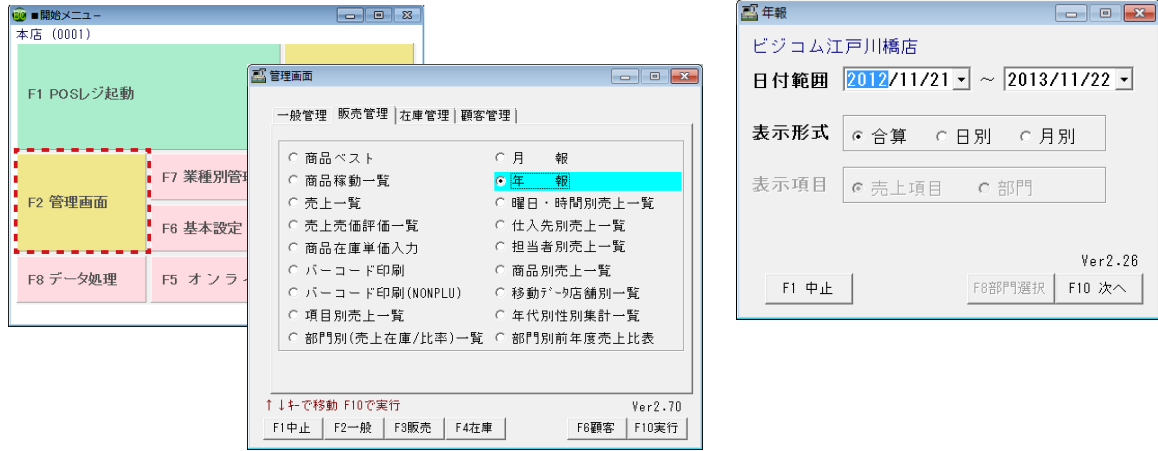 ■開始メニュー
本店 (0001)
F1 POSレジ起動
F2 管理画面
F7 業種別管
F6 基本設定
F8 データ処理
F5 オンラ
管理画面
一般管理 販売管理 在庫管理 顧客管理
商品ベスト 月 報
商品稼動一覧 年 報
売上一覧 曜日・時間別売上一覧
売上売価評価一覧 仕入先別売上一覧
商品在庫単価入力 担当者別売上一覧
バーコード印刷 商品別売上一覧
バーコード印刷(NONPLU) 移動ﾃﾞｰﾀ店舗別一覧
項目別売上一覧 年代別性別集計一覧
部門別(売上在庫/比率)一覧 部門別前年度売上比表
↑↓ｷｰで移動 F10で実行 Ver2.70
F1中止 F2一般 F3販売 F4在庫 F6顧客 F10実行
年報
ビジコム江戸川橋店
日付範囲 2012/11/21 ～ 2013/11/22
表示形式 合算 日別 月別
表示項目 売上項目 部門
Ver2.26
F1 中止 F8部門選択 F10 次へ